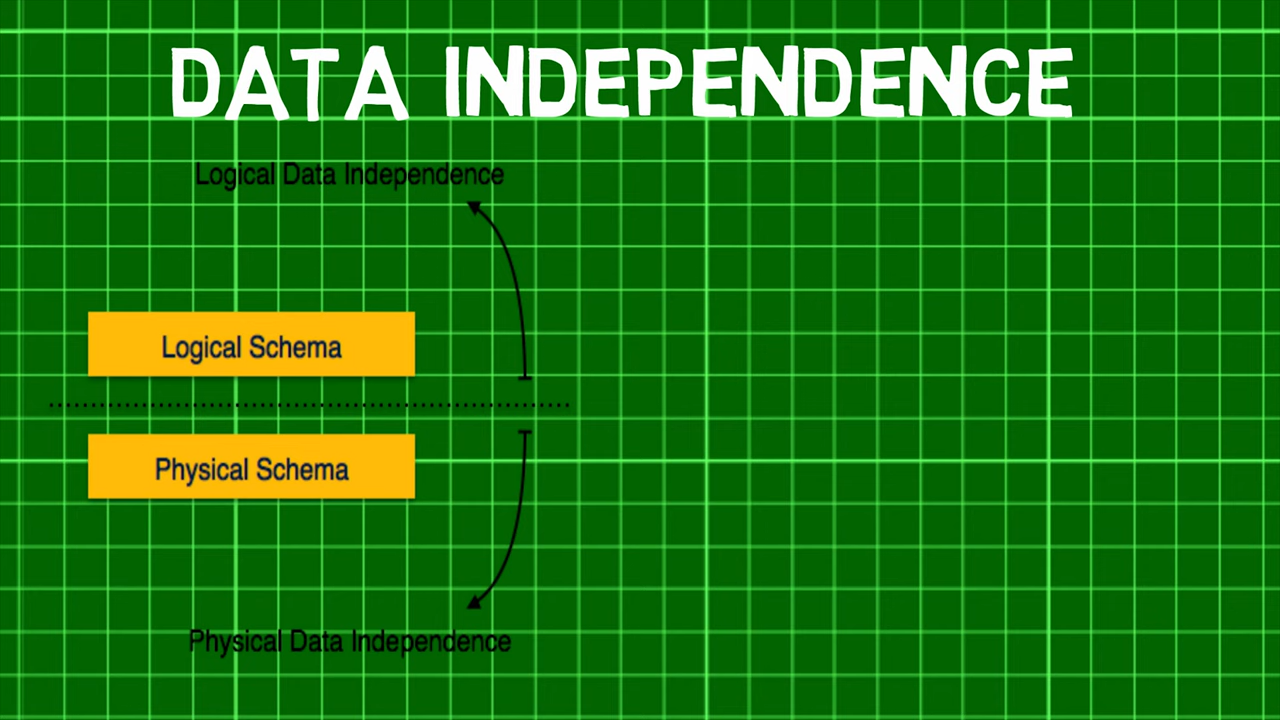 DATA INDEPENDENCE
Logical Data Independence
Logical Schema
Physical Schema
Physical Data Independence